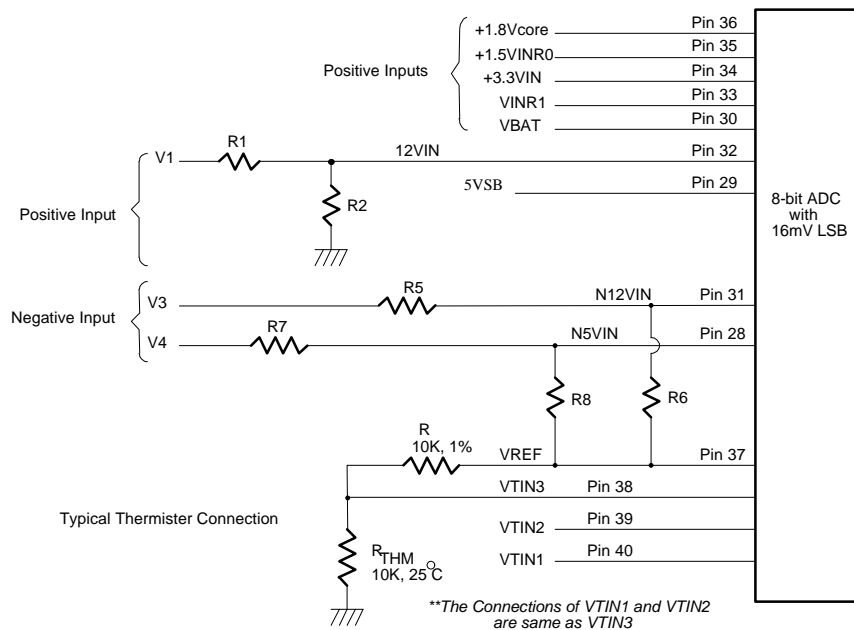 +1.8Vcore Pin 36
+1.5VINR0 Pin 35
Positive Inputs +3.3VIN Pin 34
VINR1 Pin 33
VBAT Pin 30
V1 R1 12VIN Pin 32
5VSB Pin 29
R2
Positive Input
8-bit ADC
with
16mV LSB
V3 R5 N12VIN Pin 31
Negative Input
V4 R7 N5VIN Pin 28
R8 R6
R
10K, 1%
VREF Pin 37
VTIN3 Pin 38
Typical Thermister Connection
VTIN2 Pin 39
VTIN1 Pin 40
R THM
10K, 25°C
**The Connections of VTIN1 and VTIN2
are same as VTIN3